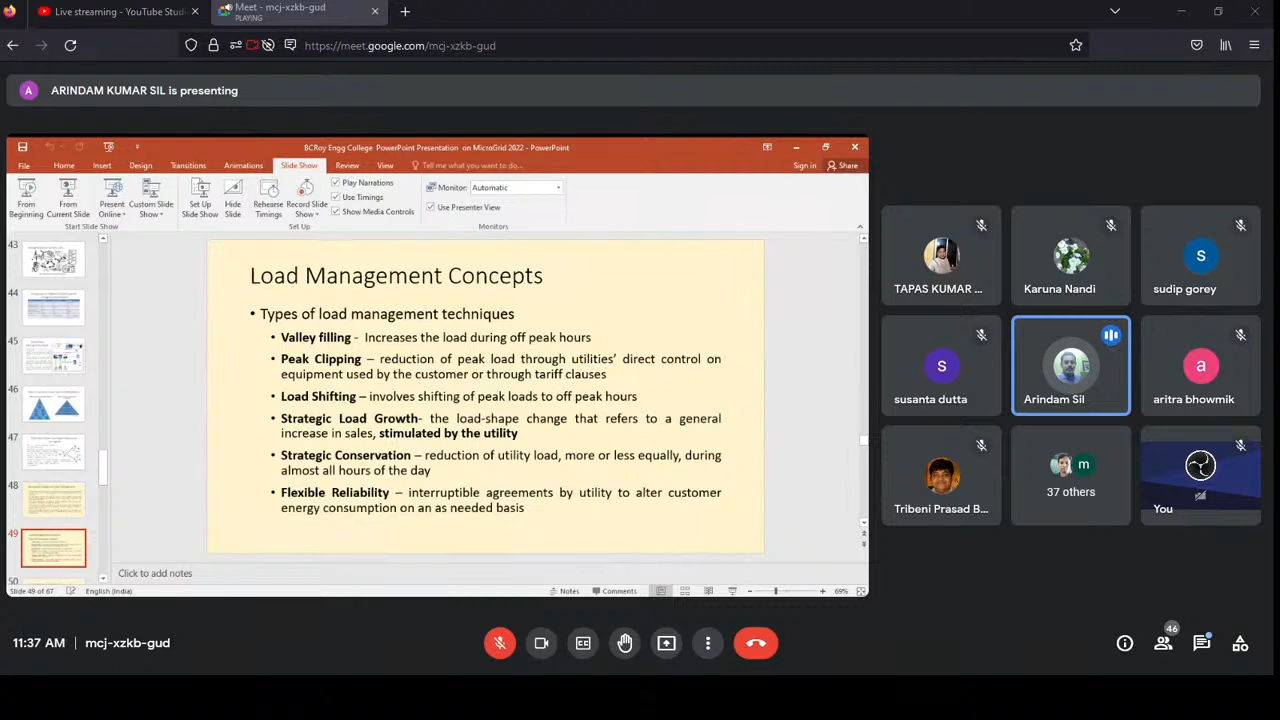 Live streaming - YouTube Studi
Meet - mcj-xzkb-gud
PLAYING
https://meet.google.com/mcj-xzkb-gud
A
ARINDAM KUMAR SIL is presenting
BCRoy Engg College PowerPoint Presentation on MicroGrid 2022 - PowerPoint
File Home Insert Design Transitions Animations Slide Show Review View Tell me what you want to do... Sign in Share
From Beginning
From Current Slide
Present Online
Custom Slide Show
Start Slide Show
Set Up Slide Show
Hide Slide
Rehearse Timings
Record Slide Show
Play Narrations
Use Timings
Show Media Controls
Set Up
Monitor: Automatic
Use Presenter View
Monitors
43
44
45
46
47
48
49
50
Load Management Concepts
• Types of load management techniques
• Valley filling - Increases the load during off peak hours
• Peak Clipping – reduction of peak load through utilities' direct control on
equipment used by the customer or through tariff clauses
• Load Shifting – involves shifting of peak loads to off peak hours
• Strategic Load Growth- the load-shape change that refers to a general
increase in sales, stimulated by the utility
• Strategic Conservation – reduction of utility load, more or less equally, during
almost all hours of the day
• Flexible Reliability – interruptible agreements by utility to alter customer
energy consumption on an as needed basis
Click to add notes
Slide 49 of 67 English (India) Notes Comments 69%
TAPAS KUMAR ...
Karuna Nandi
s
sudip gorey
s
susanta dutta
Arindam Sil
a
aritra bhowmik
Tribeni Prasad B...
m
37 others
You
11:37 AM | mcj-xzkb-gud
46